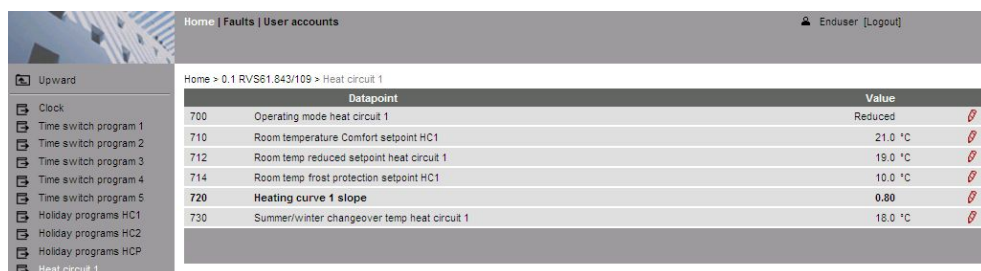 Home | Faults | User accounts
Enduser [Logout]
Upward
Home > 0.1 RVS61.843/109 > Heat circuit 1
Clock
Time switch program 1
Time switch program 2
Time switch program 3
Time switch program 4
Time switch program 5
Holiday programs HC1
Holiday programs HC2
Holiday programs HCP
Heat circuit 1
Datapoint Value
700 Operating mode heat circuit 1 Reduced
710 Room temperature Comfort setpoint HC1 21.0 °C
712 Room temp reduced setpoint heat circuit 1 19.0 °C
714 Room temp frost protection setpoint HC1 10.0 °C
720 Heating curve 1 slope 0.80
730 Summer/winter changeover temp heat circuit 1 18.0 °C